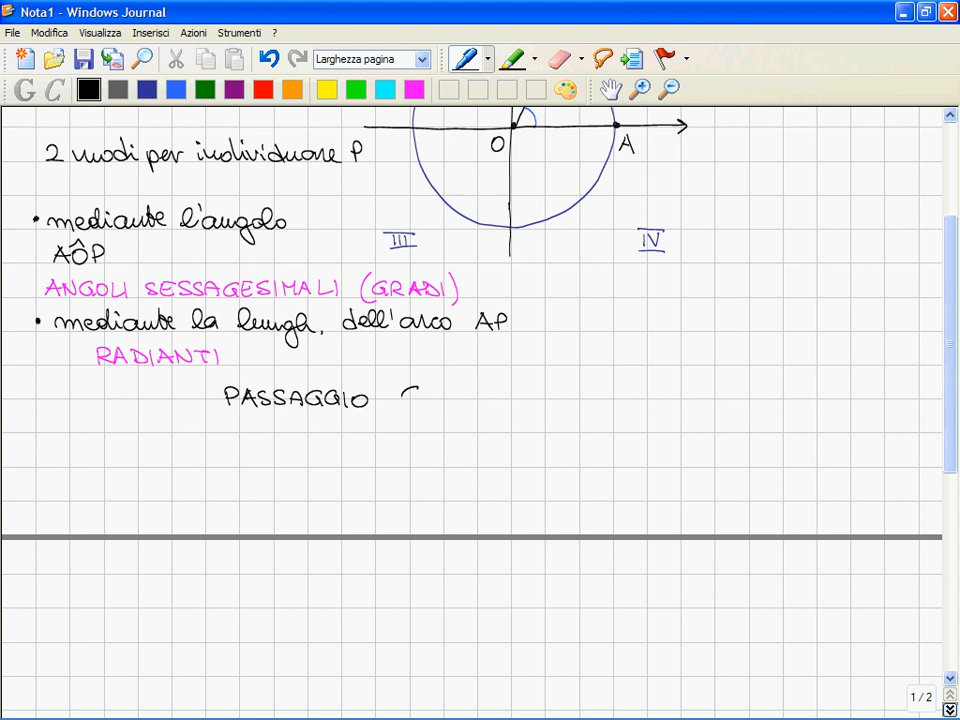 Nota1 - Windows Journal
File Modifica Visualizza Inserisci Azioni Strumenti ?
Larghezza pagina
O A
2 modi per individuare P
• mediante l'angolo
AÔP
III IV
ANGOLI SESSAGESIMALI (GRADI)
• mediante la lungh. dell'arco AP
RADIANTI
PASSAGGIO
1 / 2